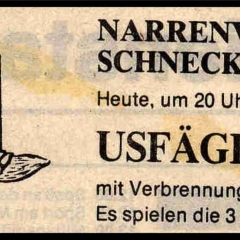 NARRENV
SCHNECK
Heute, um 20 Uh
USFÄGE
mit Verbrennung
Es spielen die 3